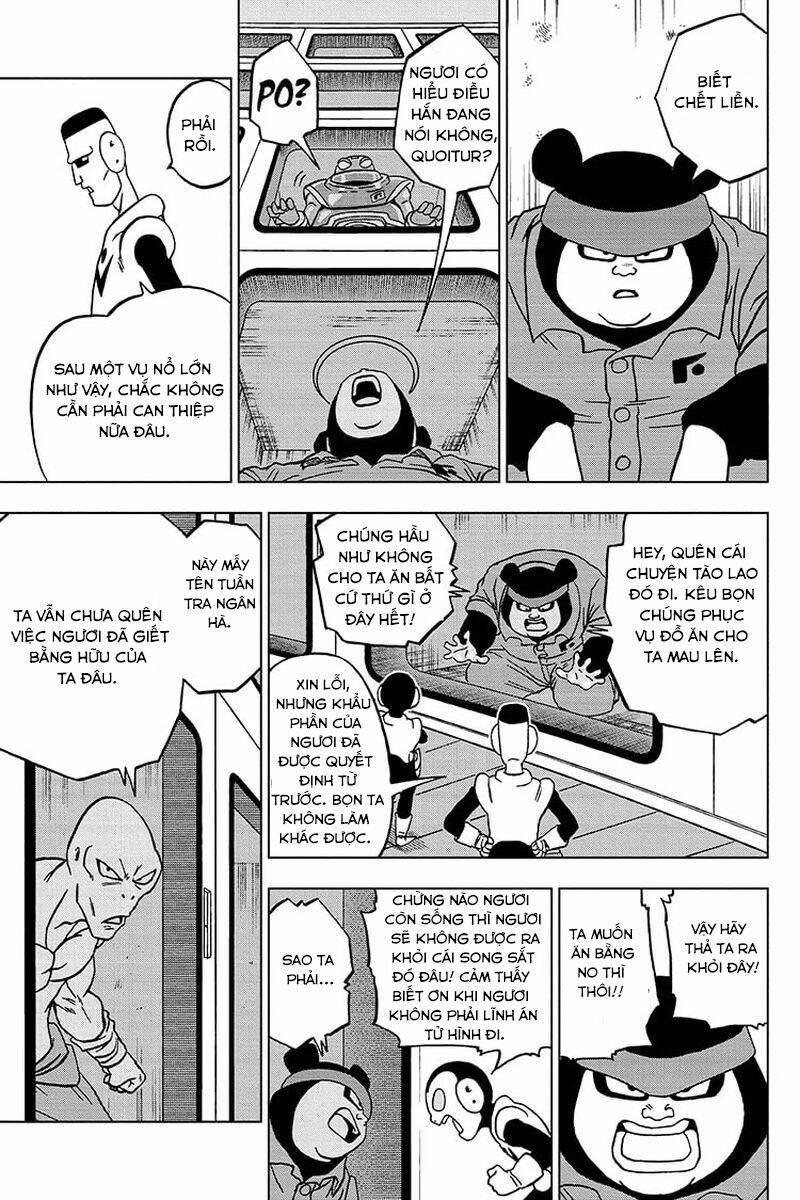 BIẾT
CHẾT LIỀN.
NGƯƠI CÓ
HIỂU ĐIỀU
HẮN ĐANG
NÓI KHÔNG,
QUOITUR?
PO?
PHẢI
RỒI.
SAU MỘT VỤ NỔ LỚN
NHƯ VẬY, CHẮC KHÔNG
CẦN PHẢI CAN THIỆP
NỮA ĐÂU.
HEY, QUÊN CÁI
CHUYỆN TÀO LAO
ĐÓ ĐI. KÊU BỌN
CHÚNG PHỤC
VỤ ĐỒ ĂN CHO
TA MAU LÊN.
CHÚNG HẦU
NHƯ KHÔNG
CHO TA ĂN BẤT
CỨ THỨ GÌ Ở
ĐÂY HẾT!
XIN LỖI,
NHƯNG KHẨU
PHẦN CỦA
NGƯƠI ĐÃ
ĐƯỢC QUYẾT
ĐỊNH TỪ
TRƯỚC. BỌN TA
KHÔNG LÀM
KHÁC ĐƯỢC.
NÀY MẤY
TÊN TUẦN
TRA NGÂN
HÀ.
TA VẪN CHƯA QUÊN
VIỆC NGƯƠI ĐÃ GIẾT
BẰNG HỮU CỦA
TA ĐÂU.
VẬY HÃY
THẢ TA RA
KHỎI ĐÂY!
TA MUỐN
ĂN BẰNG
NO THÌ
THÔI!!
CHỪNG NÀO NGƯƠI
CÒN SỐNG THÌ NGƯƠI
SẼ KHÔNG ĐƯỢC RA
KHỎI CÁI SONG SẮT
ĐÓ ĐÂU! CẢM THẤY
BIẾT ƠN KHI NGƯƠI
KHÔNG PHẢI LĨNH ÁN
TỬ HÌNH ĐI.
SAO TA
PHẢI...